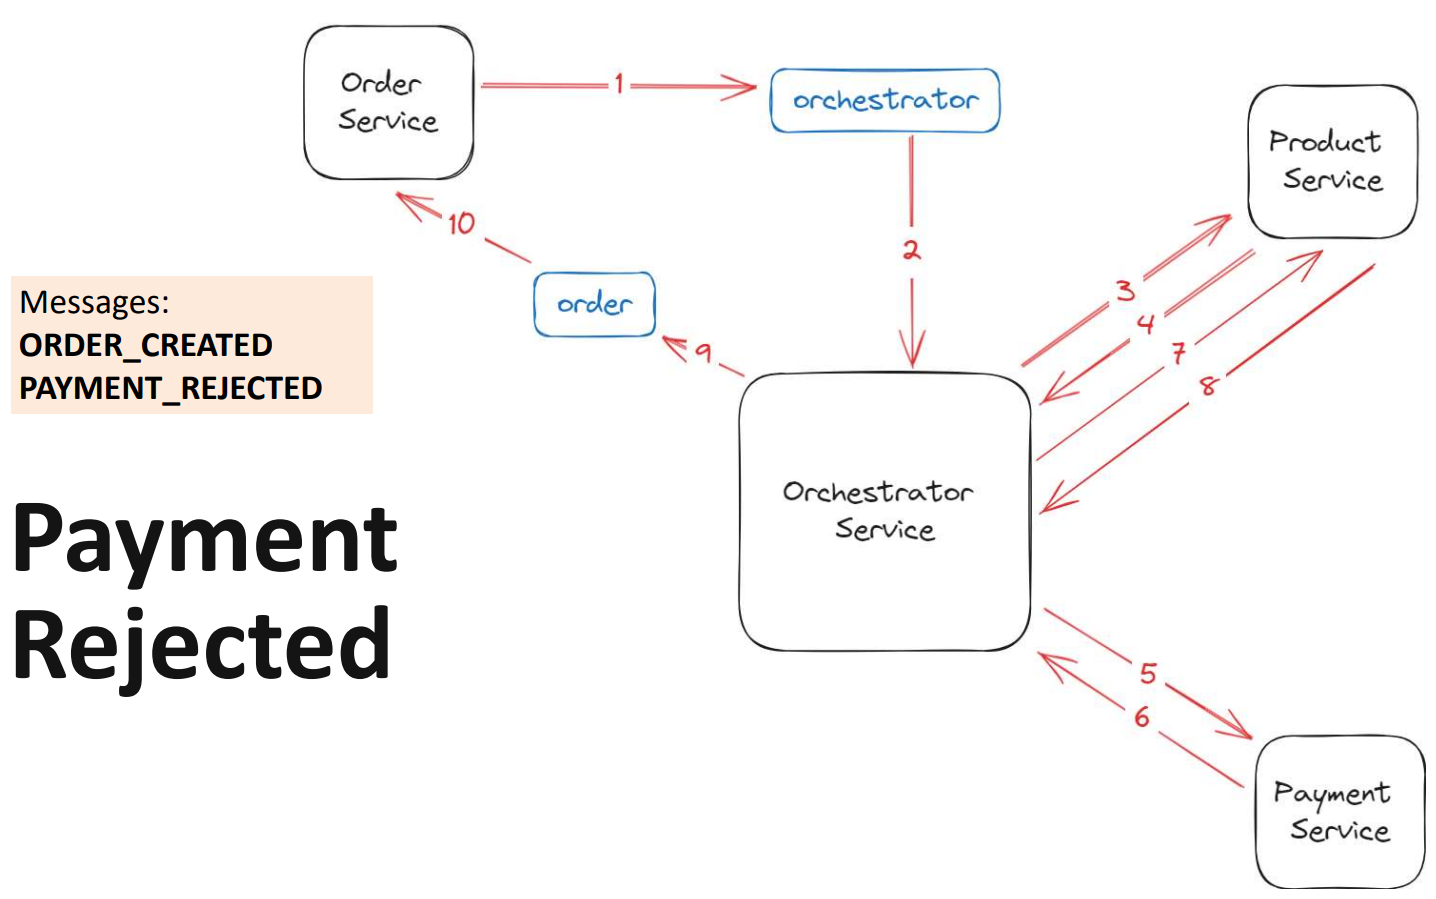 Order
Service
1
orchestrator
Product
Service
10
2
order
3
4
7
8
9
Messages:
ORDER_CREATED
PAYMENT_REJECTED
Orchestrator
Service
Payment
Rejected
5
6
Payment
Service